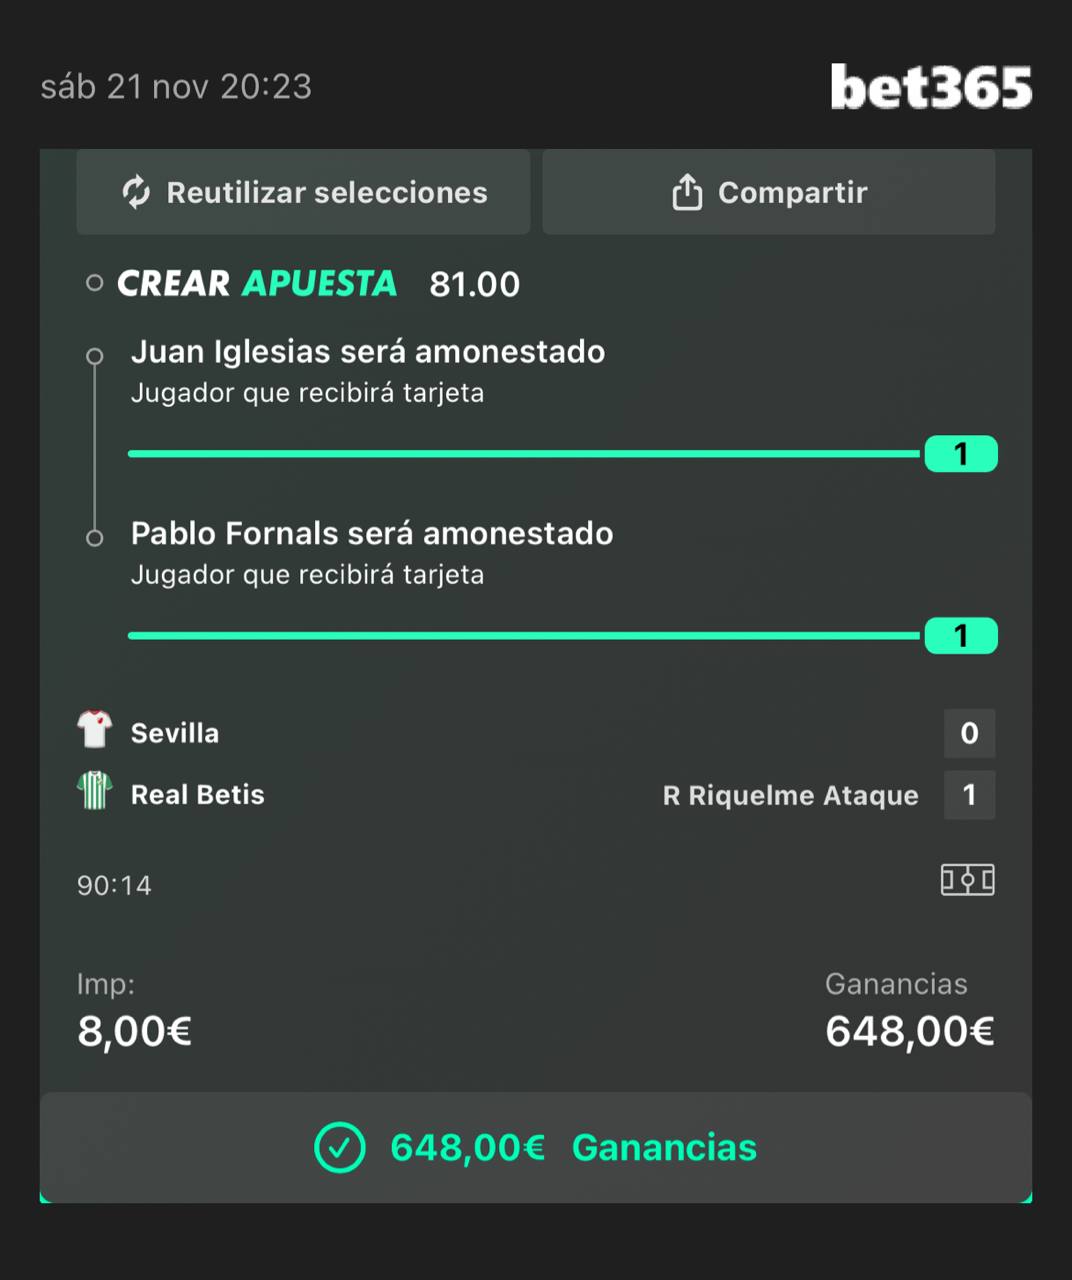 sáb 21 nov 20:23
bet365
Reutilizar selecciones
Compartir
CREAR APUESTA 81.00
Juan Iglesias será amonestado
Jugador que recibirá tarjeta
1
Pablo Fornals será amonestado
Jugador que recibirá tarjeta
1
Sevilla 0
Real Betis R Riquelme Ataque 1
90:14
Imp: Ganancias
8,00€ 648,00€
648,00€ Ganancias